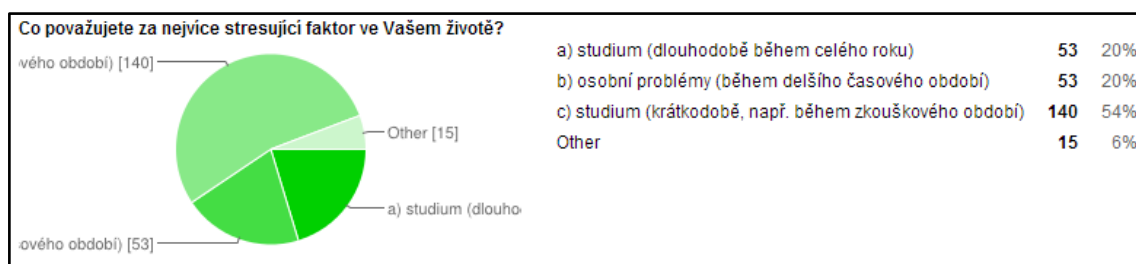 Co považujete za nejvíce stresující faktor ve Vašem životě?
vého období) [140]
Other [15]
a) studium (dlouho
ového období) [53]
a) studium (dlouhodobě během celého roku) 53 20%
b) osobní problémy (během delšího časového období) 53 20%
c) studium (krátkodobě, např. během zkouškového období) 140 54%
Other 15 6%